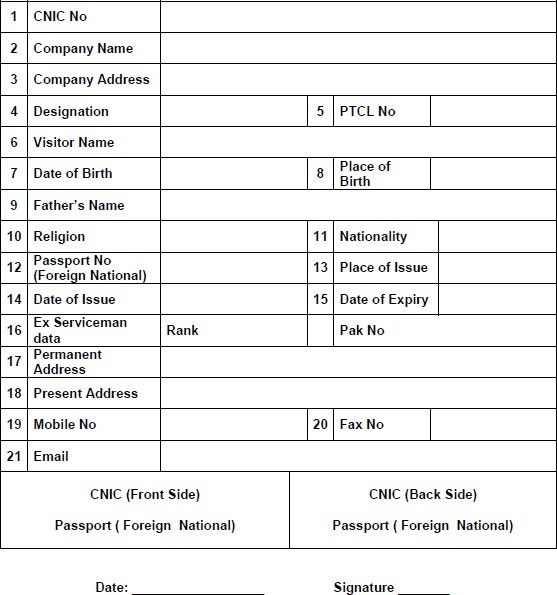 1 CNIC No
2 Company Name
3 Company Address
4 Designation 5 PTCL No
6 Visitor Name
7 Date of Birth 8 Place of
Birth
9 Father's Name
10 Religion 11 Nationality
12 Passport No
(Foreign National) 13 Place of Issue
14 Date of Issue 15 Date of Expiry
16 Ex Serviceman
data Rank Pak No
17 Permanent
Address
18 Present Address
19 Mobile No 20 Fax No
21 Email
CNIC (Front Side) CNIC (Back Side)
Passport ( Foreign National) Passport ( Foreign National)
Date: __________________ Signature _______